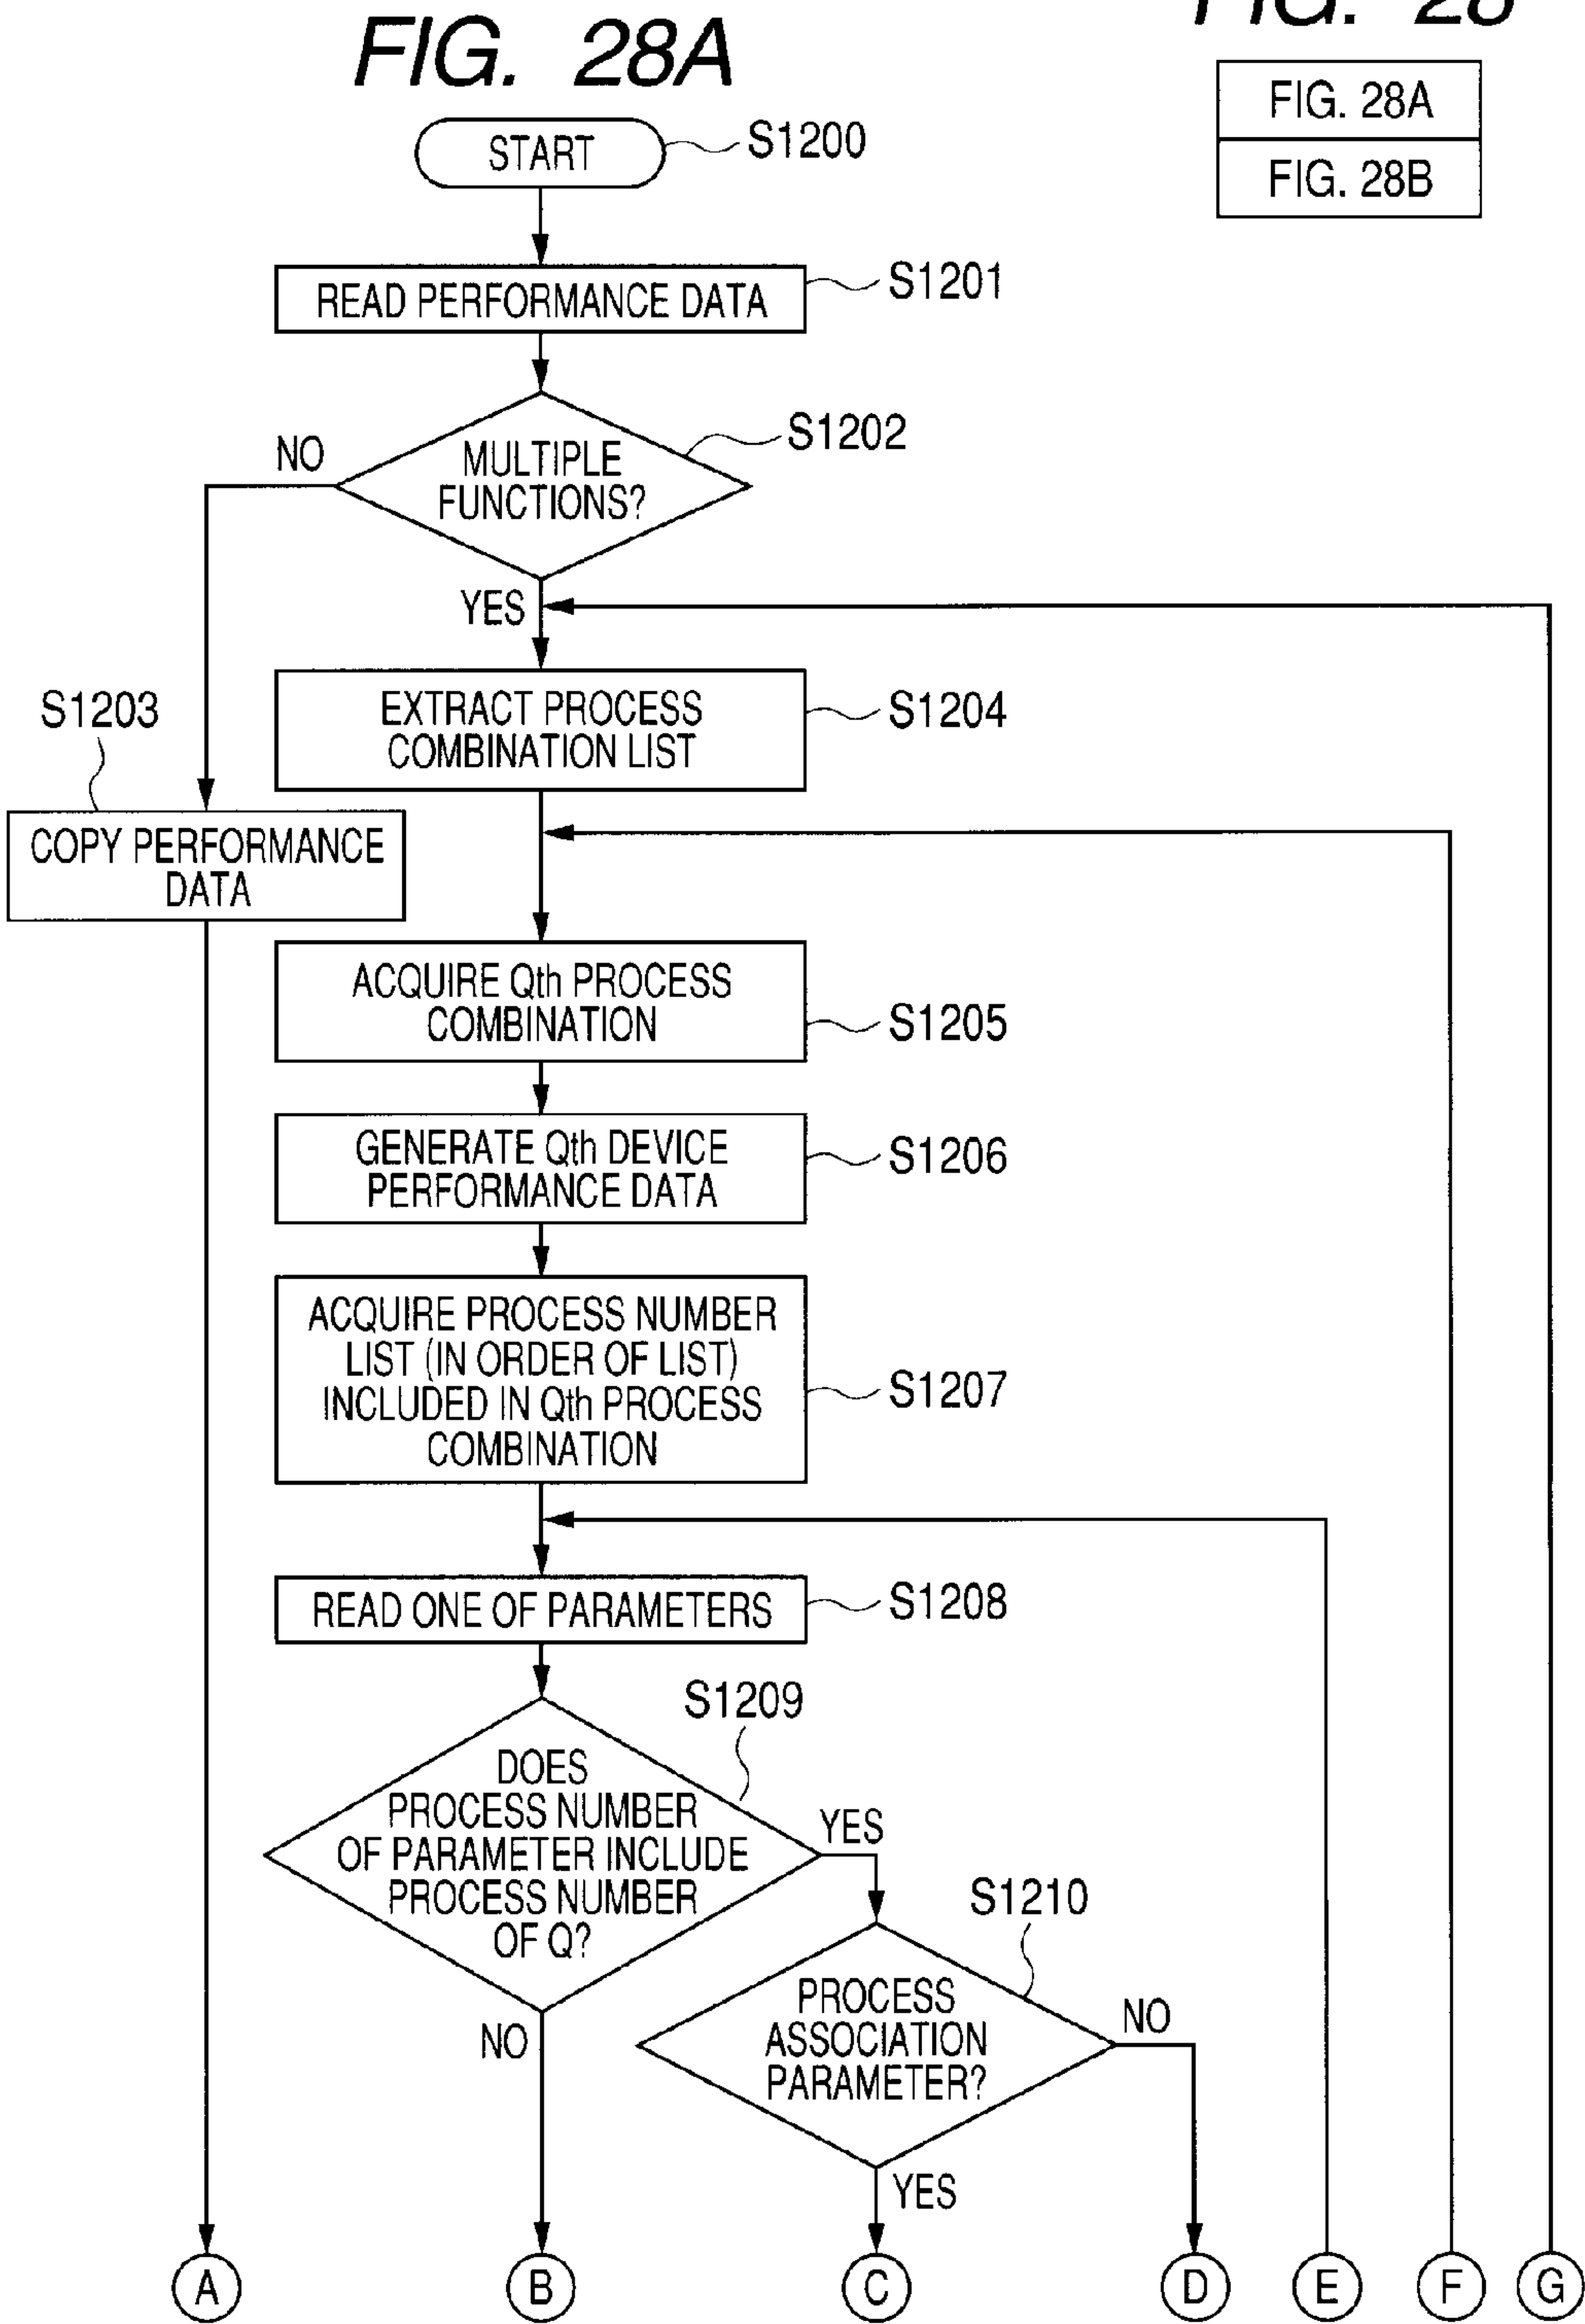 FIG. 28A
FIG. 28
FIG. 28A
FIG. 28B
START
S1200
READ PERFORMANCE DATA
S1201
MULTIPLE
FUNCTIONS?
S1202
NO
YES
EXTRACT PROCESS
COMBINATION LIST
S1204
S1203
COPY PERFORMANCE
DATA
ACQUIRE Qth PROCESS
COMBINATION
S1205
GENERATE Qth DEVICE
PERFORMANCE DATA
S1206
ACQUIRE PROCESS NUMBER
LIST (IN ORDER OF LIST)
INCLUDED IN Qth PROCESS
COMBINATION
S1207
READ ONE OF PARAMETERS
S1208
S1209
DOES
PROCESS NUMBER
OF PARAMETER INCLUDE
PROCESS NUMBER
OF Q?
YES
NO
S1210
PROCESS
ASSOCIATION
PARAMETER?
NO
YES
A
B
C
D
E
F
G